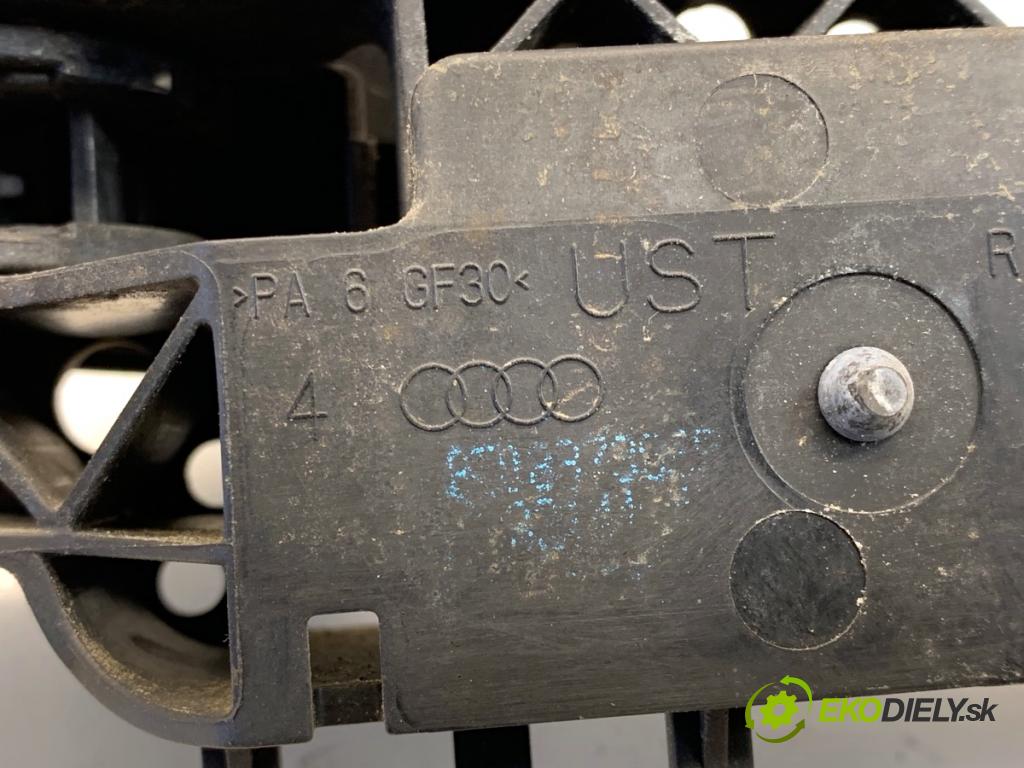 >PA 6 GF30< UST R
4
EKODIELY.sk